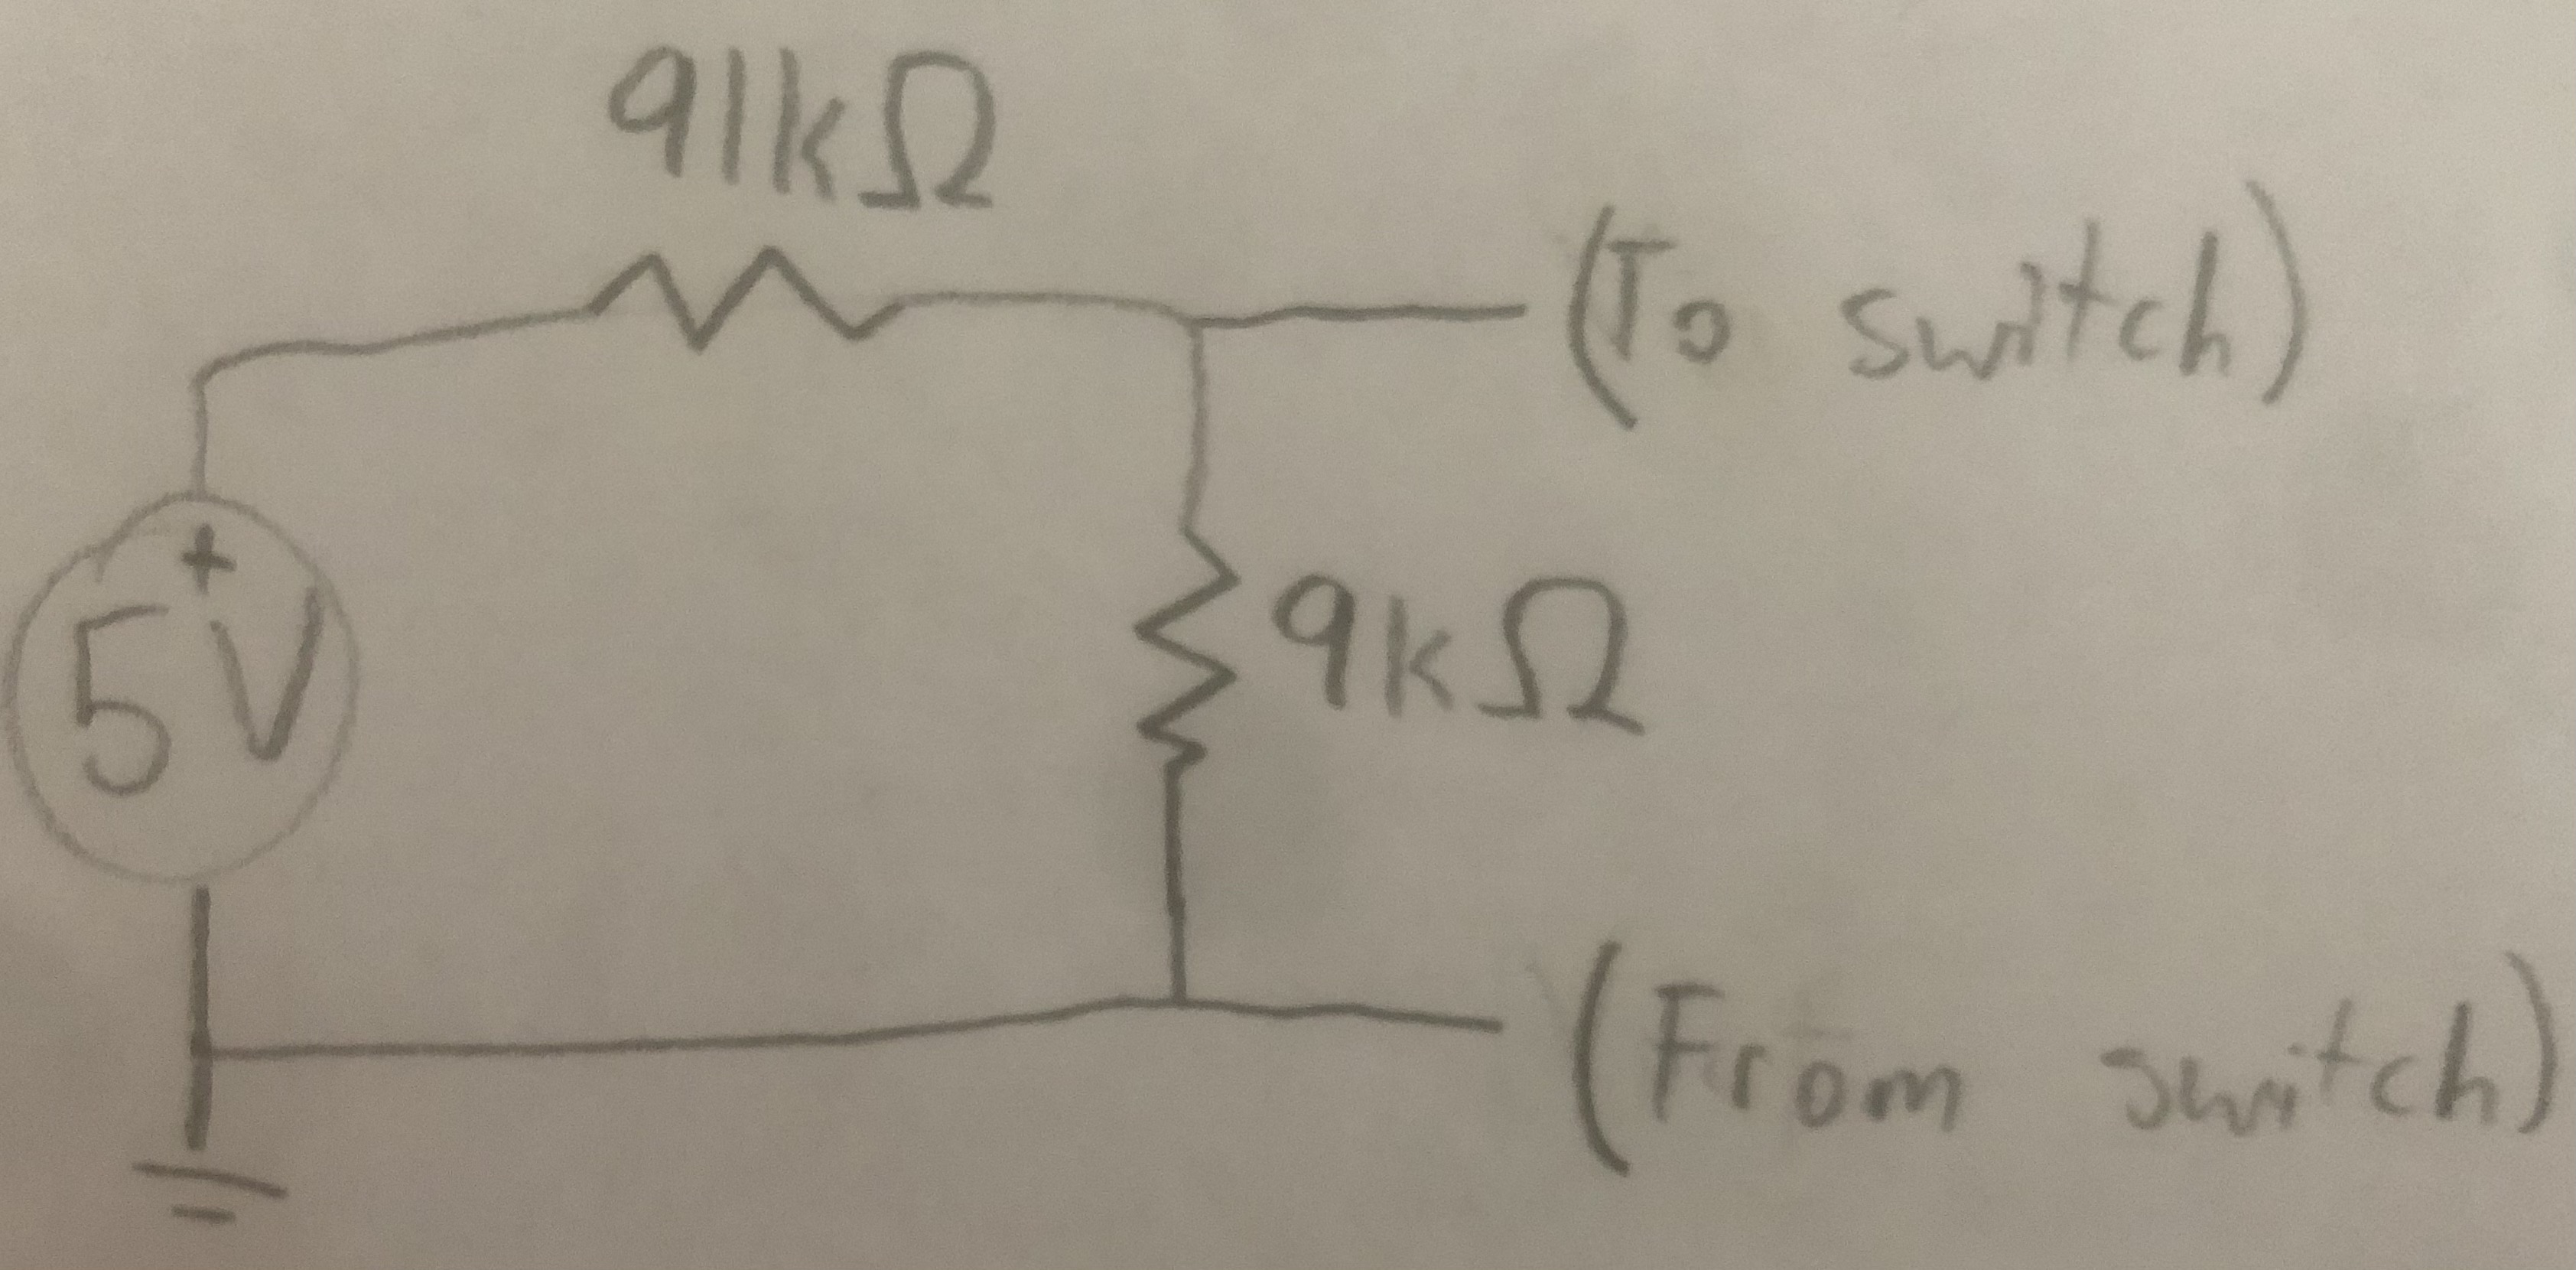 91kΩ
(To switch)
+
5V
9kΩ
(From switch)